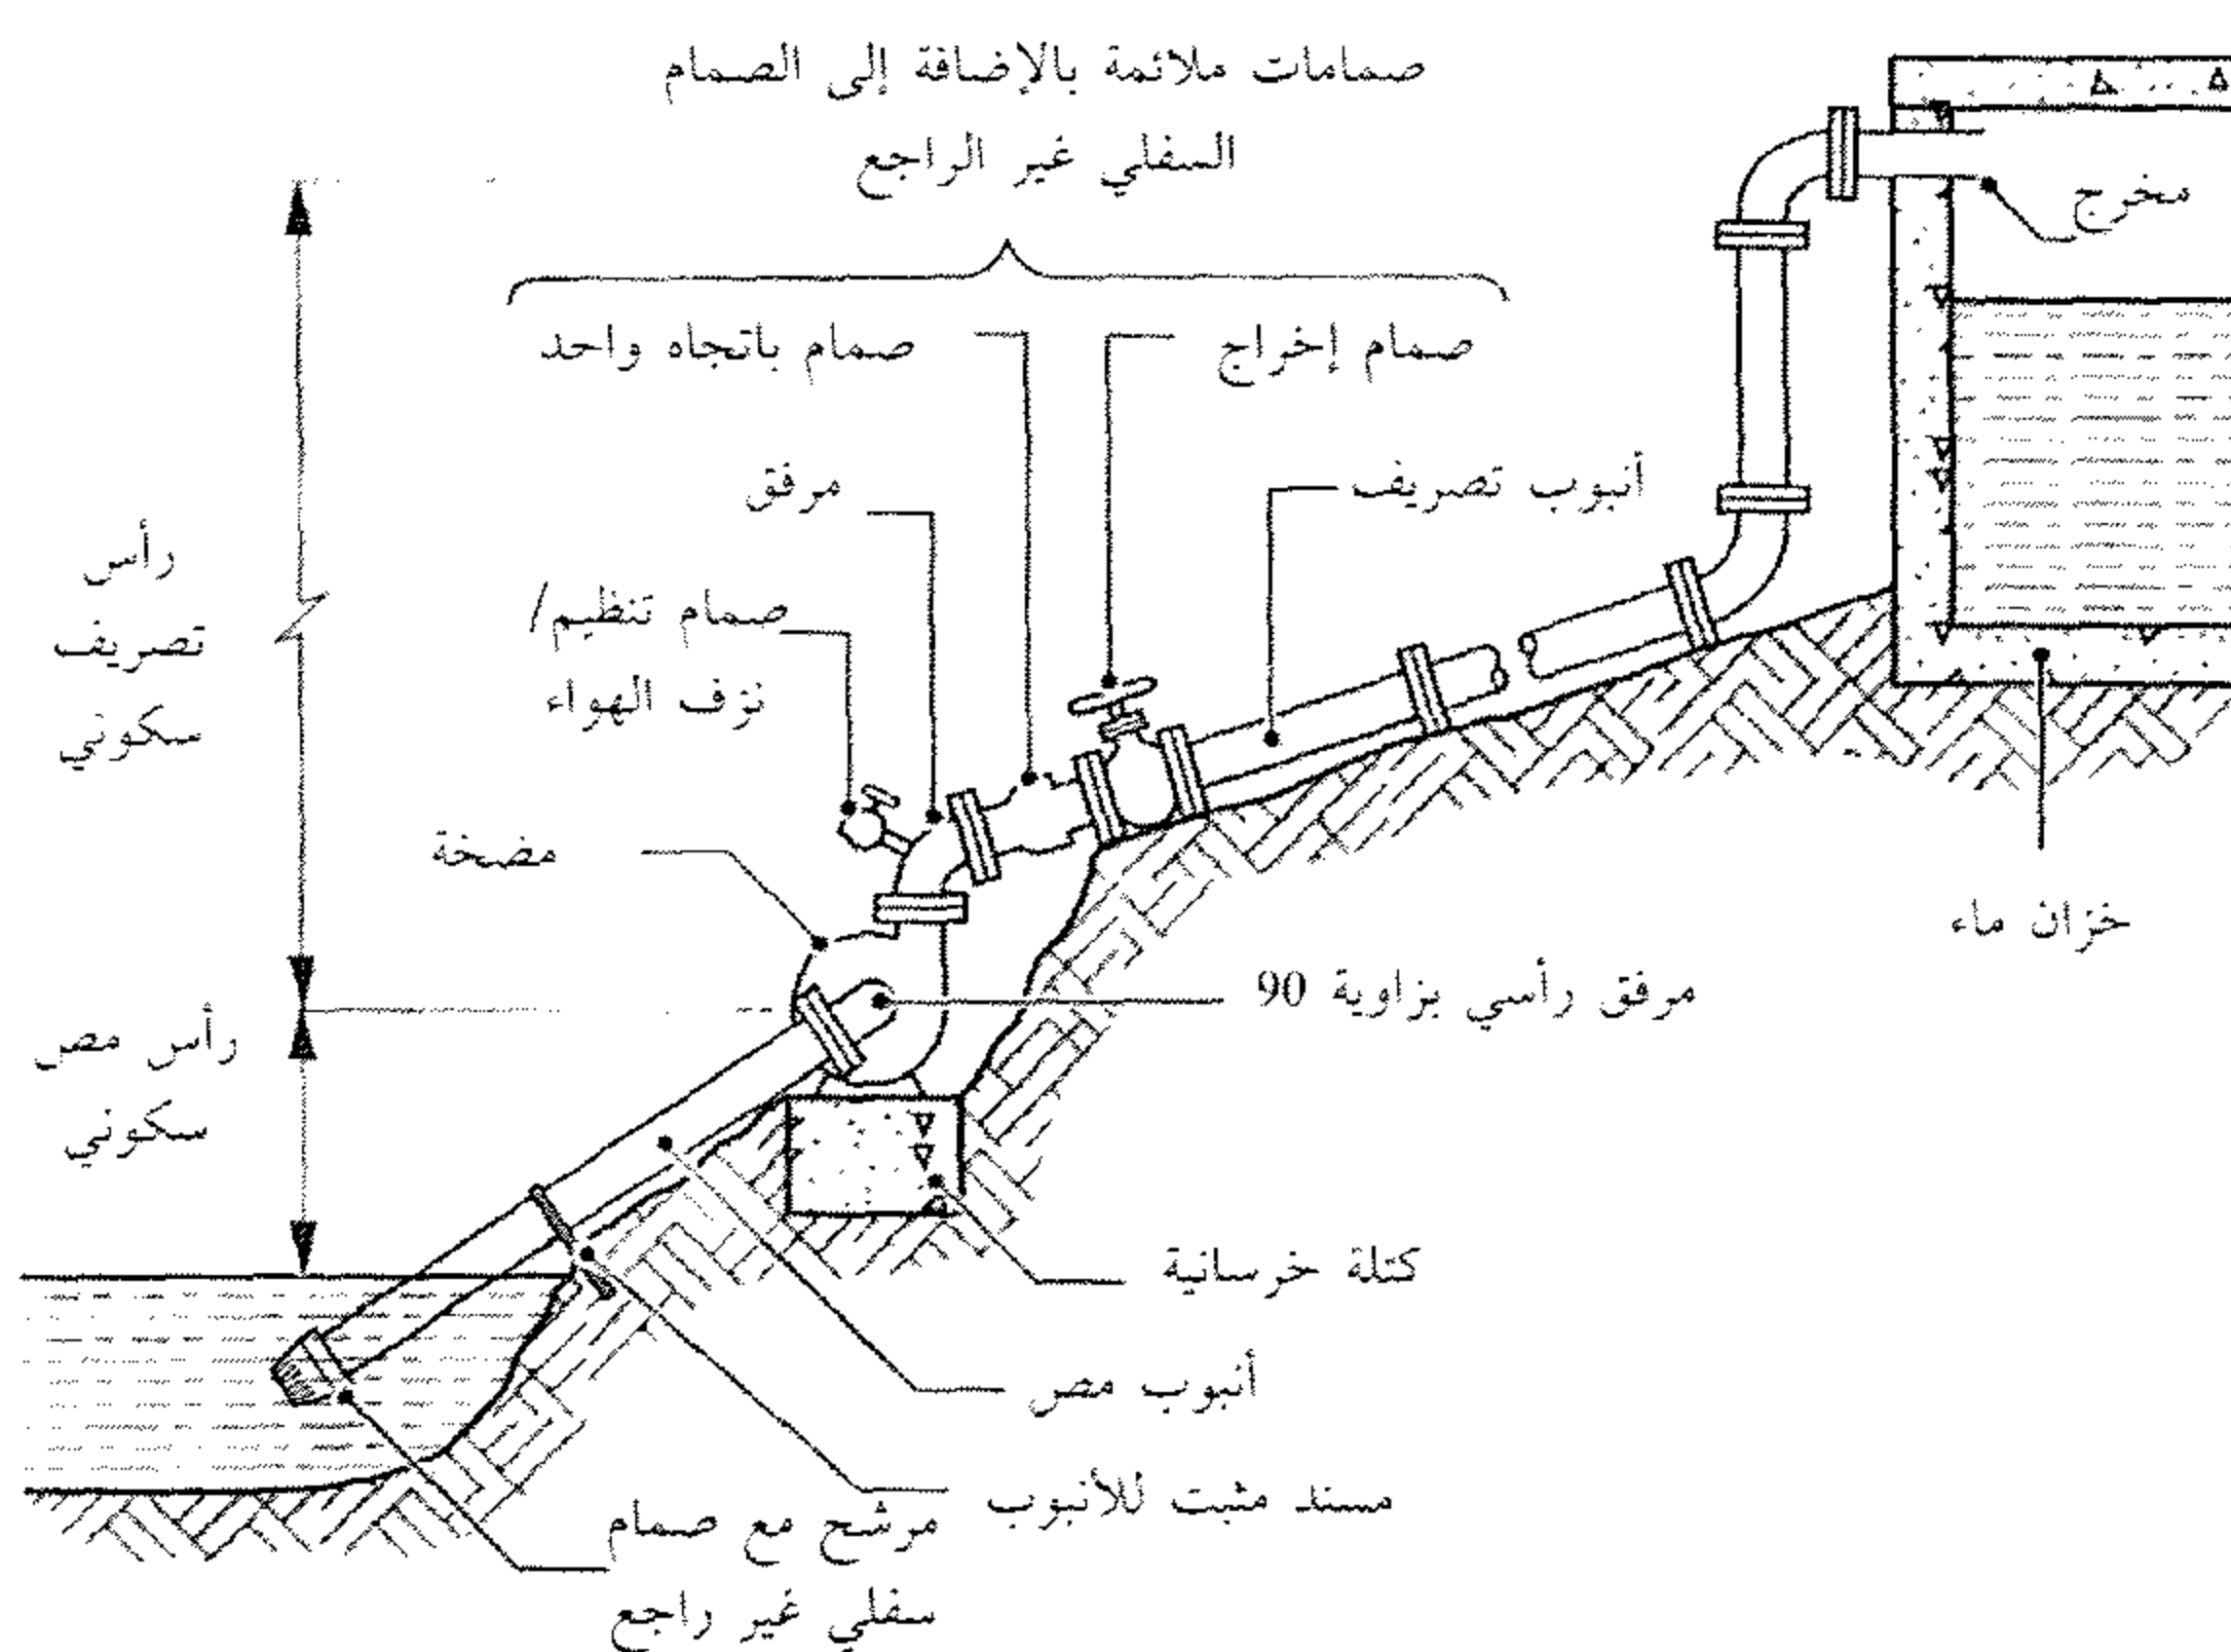 صمامات ملائمة بالإضافة إلى الصمام
السفلي غير الراجع
مخرج
صمام إخراج
صمام باتجاه واحد
أنبوب تصريف
مرفق
صمام تنظيم/
نزف الهواء
رأس
تصريف
سكوني
مضخة
خزان ماء
مرفق رأسي بزاوية 90
رأس مص
سكوني
كتلة خرسانية
أنبوب مص
مسند مثبت للأنبوب
مرشح مع صمام
سفلي غير راجع